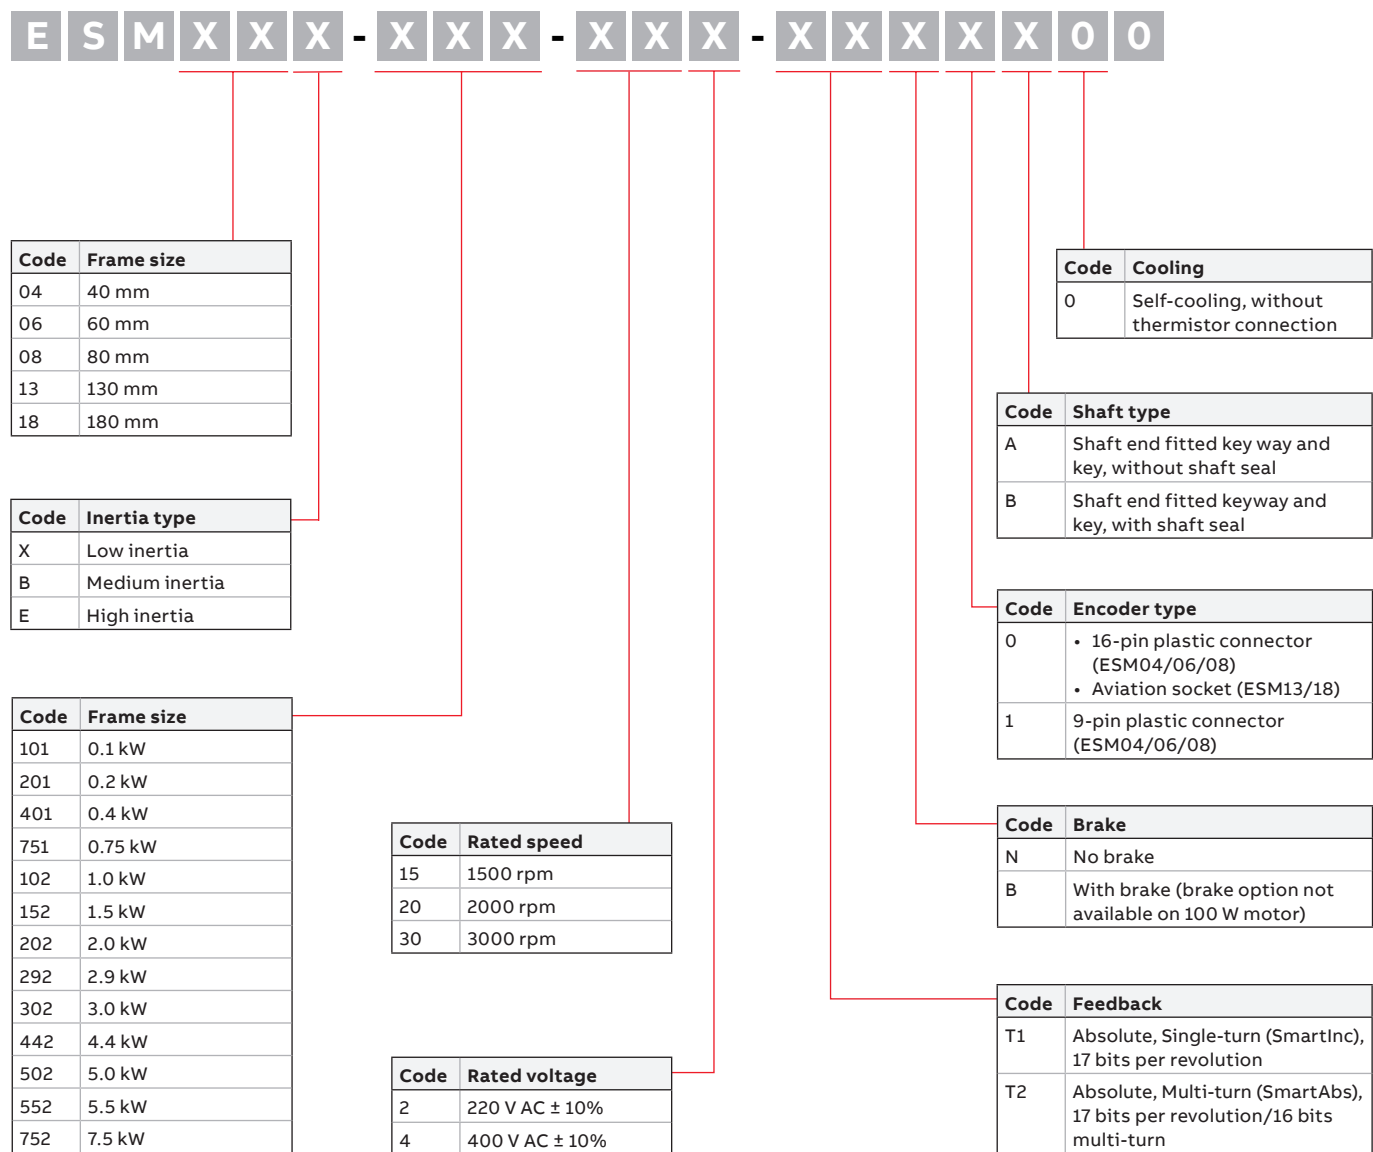 E S M X X X - X X X - X X X - X X X X X 0 0
Code Frame size
04 40 mm
06 60 mm
08 80 mm
13 130 mm
18 180 mm
Code Inertia type
X Low inertia
B Medium inertia
E High inertia
Code Frame size
101 0.1 kW
201 0.2 kW
401 0.4 kW
751 0.75 kW
102 1.0 kW
152 1.5 kW
202 2.0 kW
292 2.9 kW
302 3.0 kW
442 4.4 kW
502 5.0 kW
552 5.5 kW
752 7.5 kW
Code Rated speed
15 1500 rpm
20 2000 rpm
30 3000 rpm
Code Rated voltage
2 220 V AC ± 10%
4 400 V AC ± 10%
Code Cooling
0 Self-cooling, without
thermistor connection
Code Shaft type
A Shaft end fitted key way and
key, without shaft seal
B Shaft end fitted keyway and
key, with shaft seal
Code Encoder type
0 • 16-pin plastic connector
(ESM04/06/08)
• Aviation socket (ESM13/18)
1 9-pin plastic connector
(ESM04/06/08)
Code Brake
N No brake
B With brake (brake option not
available on 100 W motor)
Code Feedback
T1 Absolute, Single-turn (SmartInc),
17 bits per revolution
T2 Absolute, Multi-turn (SmartAbs),
17 bits per revolution/16 bits
multi-turn